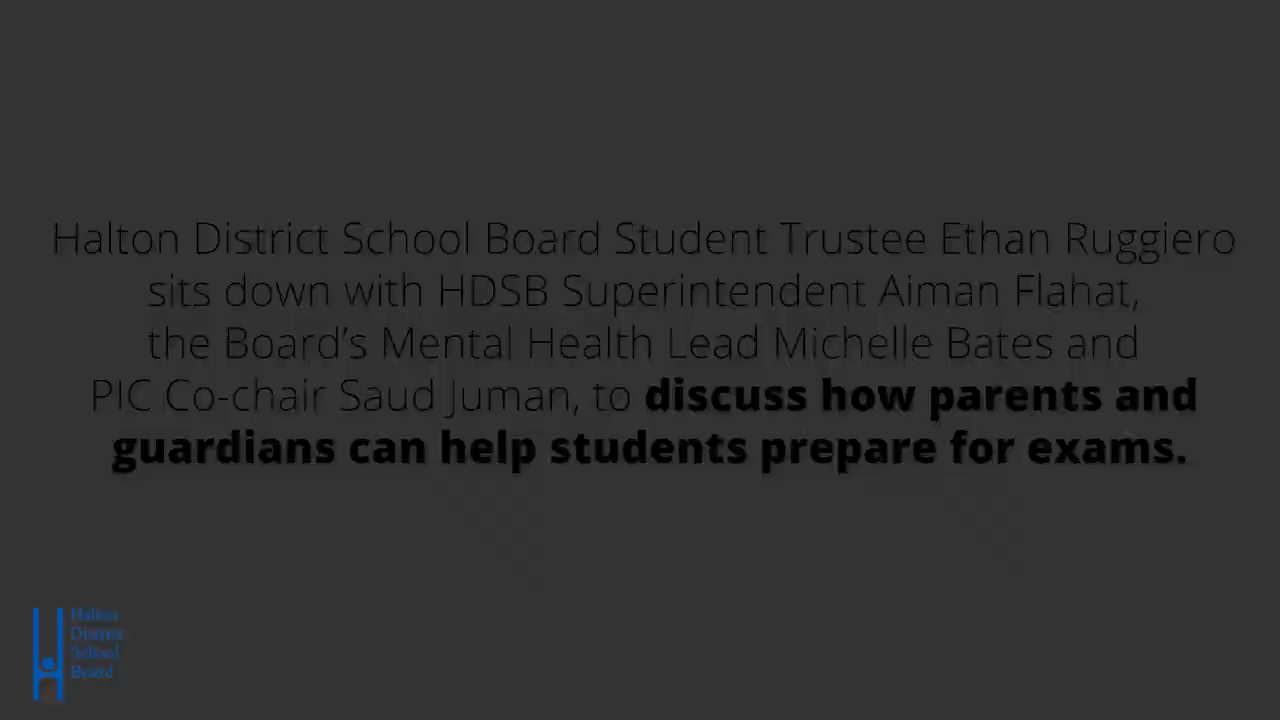 Halton District School Board Student Trustee Ethan Ruggiero
sits down with HDSB Superintendent Aiman Flahat,
the Board’s Mental Health Lead Michelle Bates and
PIC Co-chair Saud Juman, to discuss how parents and
guardians can help students prepare for exams.
Halton
District
School
Board